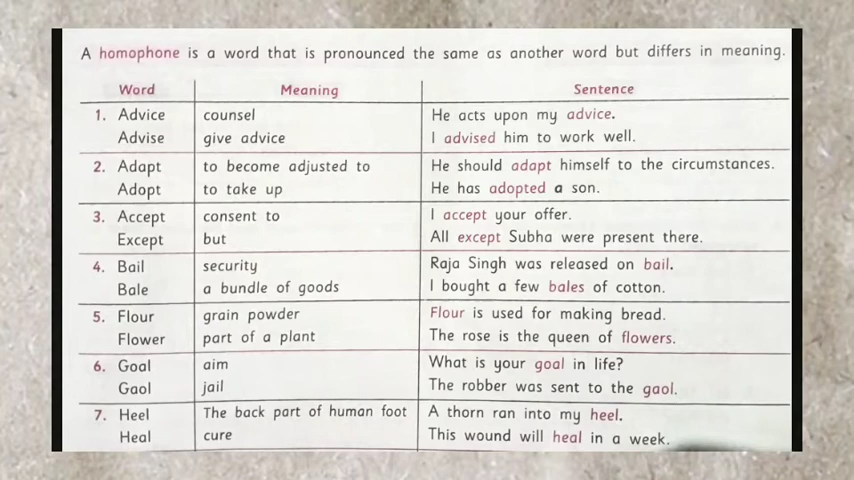 A homophone is a word that is pronounced the same as another word but differs in meaning.
Word Meaning Sentence
1. Advice counsel He acts upon my advice.
Advise give advice I advised him to work well.
2. Adapt to become adjusted to He should adapt himself to the circumstances.
Adopt to take up He has adopted a son.
3. Accept consent to I accept your offer.
Except but All except Subha were present there.
4. Bail security Raja Singh was released on bail.
Bale a bundle of goods I bought a few bales of cotton.
5. Flour grain powder Flour is used for making bread.
Flower part of a plant The rose is the queen of flowers.
6. Goal aim What is your goal in life?
Gaol jail The robber was sent to the gaol.
7. Heel The back part of human foot A thorn ran into my heel.
Heal cure This wound will heal in a week.